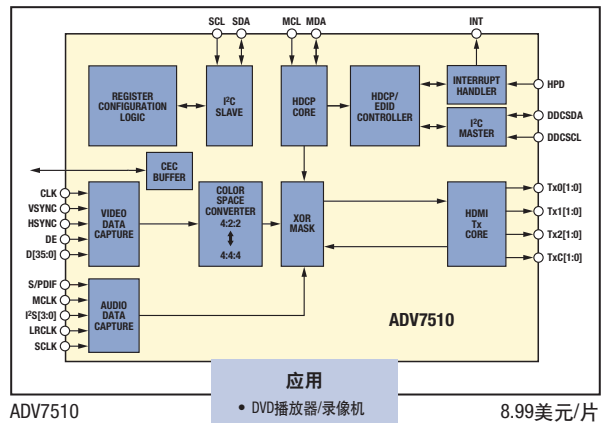 SCL SDA MCL MDA INT
REGISTER
CONFIGURATION
LOGIC
I²C
SLAVE
HDCP
CORE
HDCP/
EDID
CONTROLLER
INTERRUPT
HANDLER
HPD
I²C
MASTER
DDCSDA
DDCSCL
CEC
BUFFER
CLK
VSYNC
HSYNC
DE
D[35:0]
VIDEO
DATA
CAPTURE
COLOR
SPACE
CONVERTER
4:2:2
4:4:4
XOR
MASK
HDMI
Tx
CORE
Tx0[1:0]
Tx1[1:0]
Tx2[1:0]
TxC[1:0]
S/PDIF
MCLK
I²S[3:0]
LRCLK
SCLK
AUDIO
DATA
CAPTURE
ADV7510
应用
• DVD播放器/录像机
ADV7510 8.99美元/片